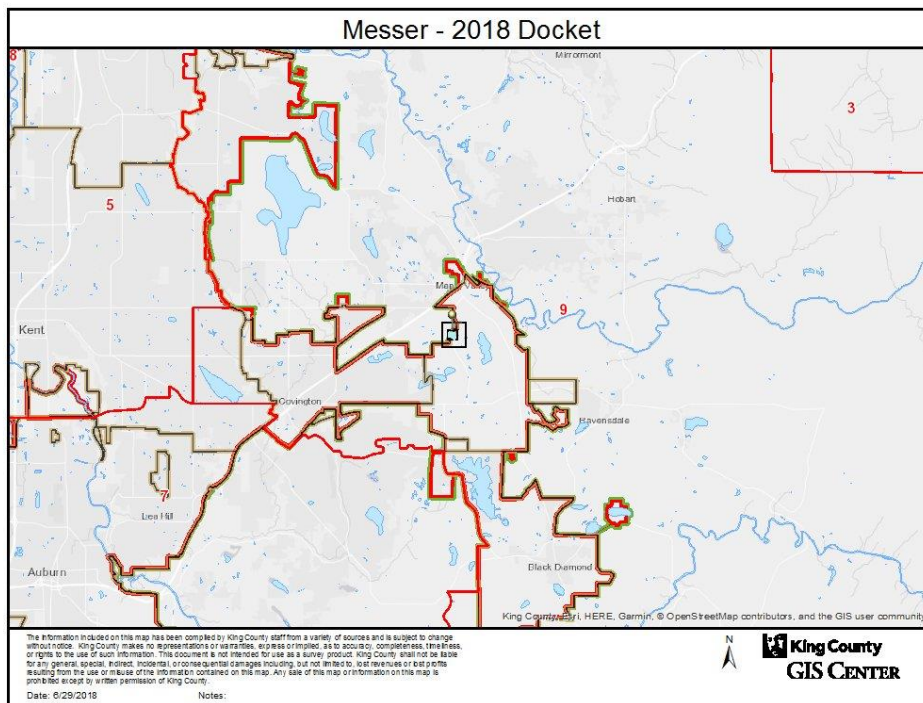 Messer - 2018 Docket
Mirrormont
8
3
5
Hobart
9
Kent
Covington
Ravensdale
7
Lea Hill
Auburn
Black Diamond
King County, Esri, HERE, Garmin, © OpenStreetMap contributors, and the GIS user community
The information included on this map has been compiled by King County staff from a variety of sources and is subject to change
without notice. King County makes no representations or warranties, express or implied, as to accuracy, completeness, timeliness,
or rights to the use of such information. This document is not intended for use as a survey product. King County shall not be liable
for any general, special, indirect, incidental, or consequential damages including, but not limited to, lost revenues or lost profits
resulting from the use or misuse of the information contained on this map. Any sale of this map or information on this map is
prohibited except by written permission of King County.
Date: 6/29/2018 Notes:
N
King County
GIS CENTER